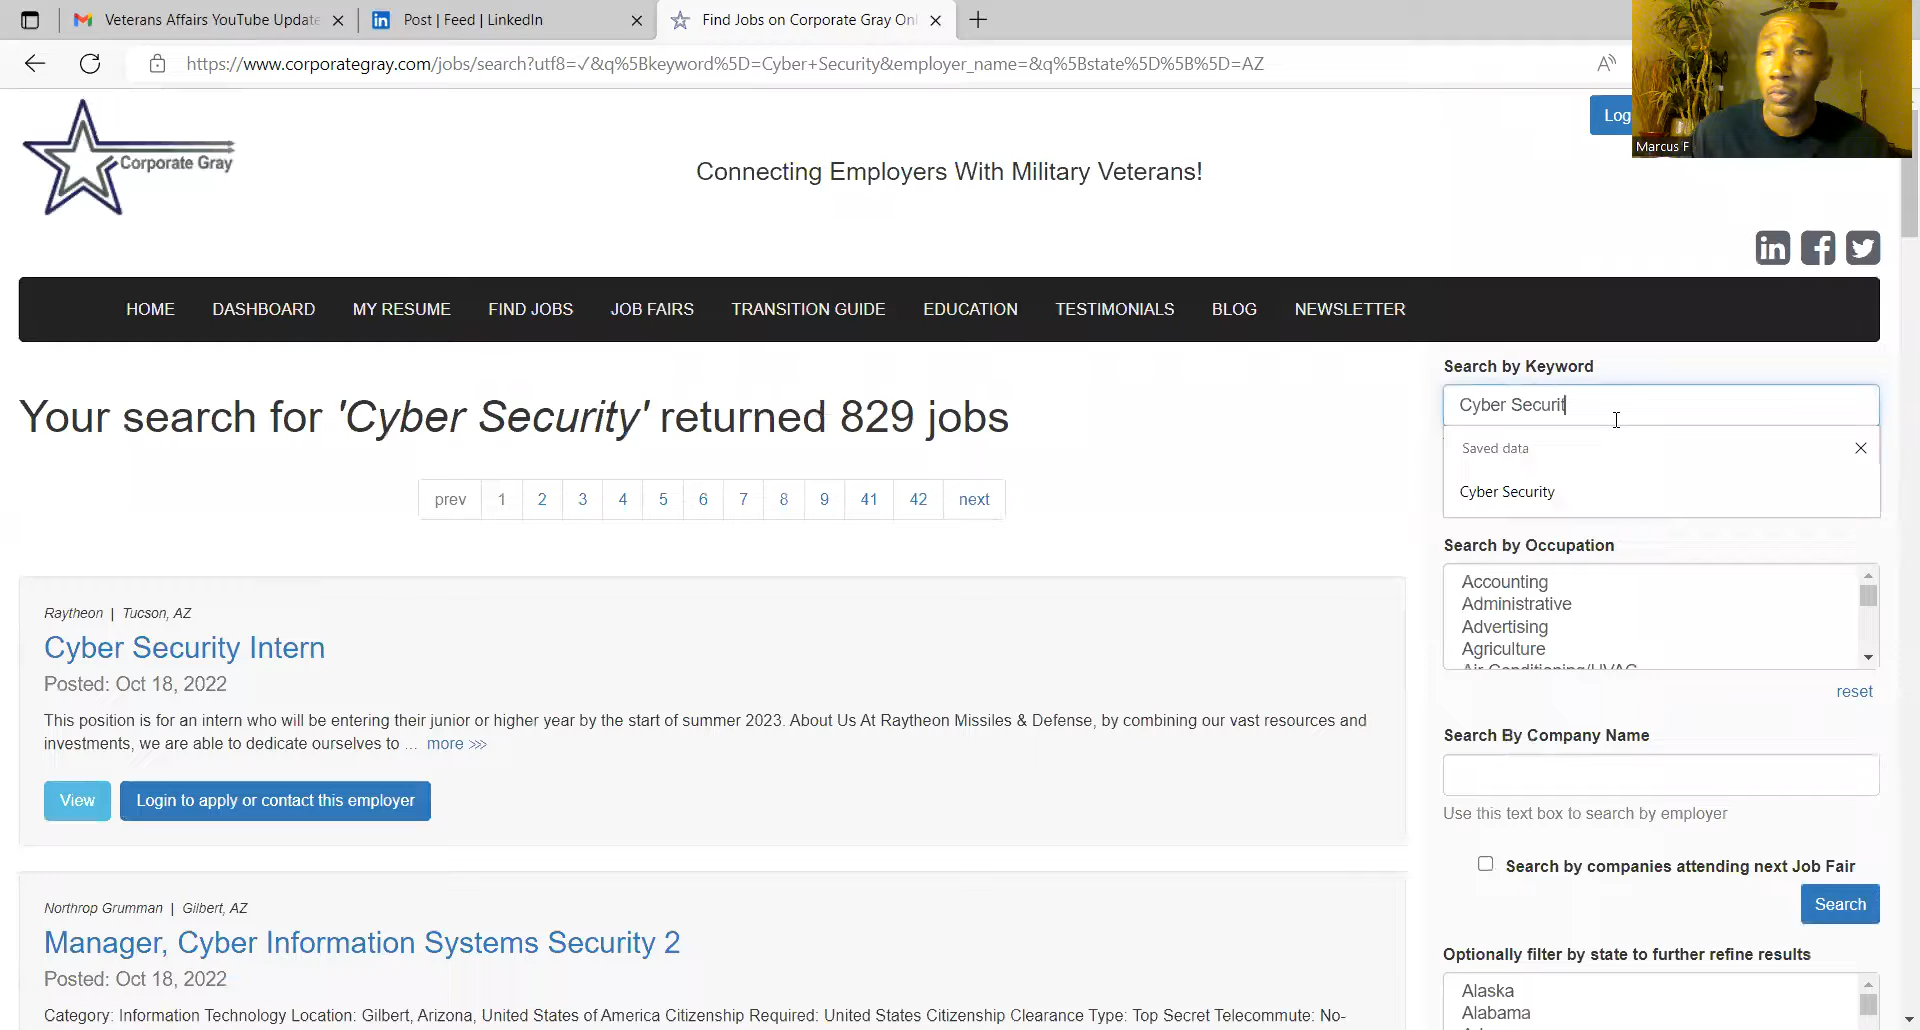 Veterans Affairs YouTube Update
Post | Feed | LinkedIn
Find Jobs on Corporate Gray Onl
https://www.corporategray.com/jobs/search?utf8=✓&q%5Bkeyword%5D=Cyber+Security&employer_name=&q%5Bstate%5D%5B%5D=AZ
Log
Marcus F
Corporate Gray
Connecting Employers With Military Veterans!
HOME DASHBOARD MY RESUME FIND JOBS JOB FAIRS TRANSITION GUIDE EDUCATION TESTIMONIALS BLOG NEWSLETTER
Your search for 'Cyber Security' returned 829 jobs
prev 1 2 3 4 5 6 7 8 9 41 42 next
Raytheon | Tucson, AZ
Cyber Security Intern
Posted: Oct 18, 2022
This position is for an intern who will be entering their junior or higher year by the start of summer 2023. About Us At Raytheon Missiles & Defense, by combining our vast resources and
investments, we are able to dedicate ourselves to ... more >>>
View Login to apply or contact this employer
Northrop Grumman | Gilbert, AZ
Manager, Cyber Information Systems Security 2
Posted: Oct 18, 2022
Category: Information Technology Location: Gilbert, Arizona, United States of America Citizenship Required: United States Citizenship Clearance Type: Top Secret Telecommute: No-
Search by Keyword
Cyber Securit
Saved data
Cyber Security
Search by Occupation
Accounting
Administrative
Advertising
Agriculture
Air Conditioning/HVAC
reset
Search By Company Name
Use this text box to search by employer
Search by companies attending next Job Fair
Search
Optionally filter by state to further refine results
Alaska
Alabama